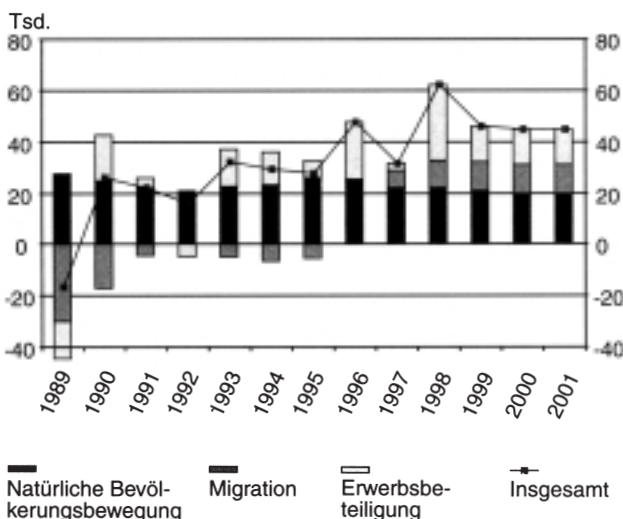 Tsd.
80 80
60 60
40 40
20 20
0 0
-20 -20
-40 -40
1989 1990 1991 1992 1993 1994 1995 1996 1997 1998 1999 2000 2001
Natürliche Bevöl- Migration Erwerbsbe- Insgesamt
kerungsbewegung teiligung